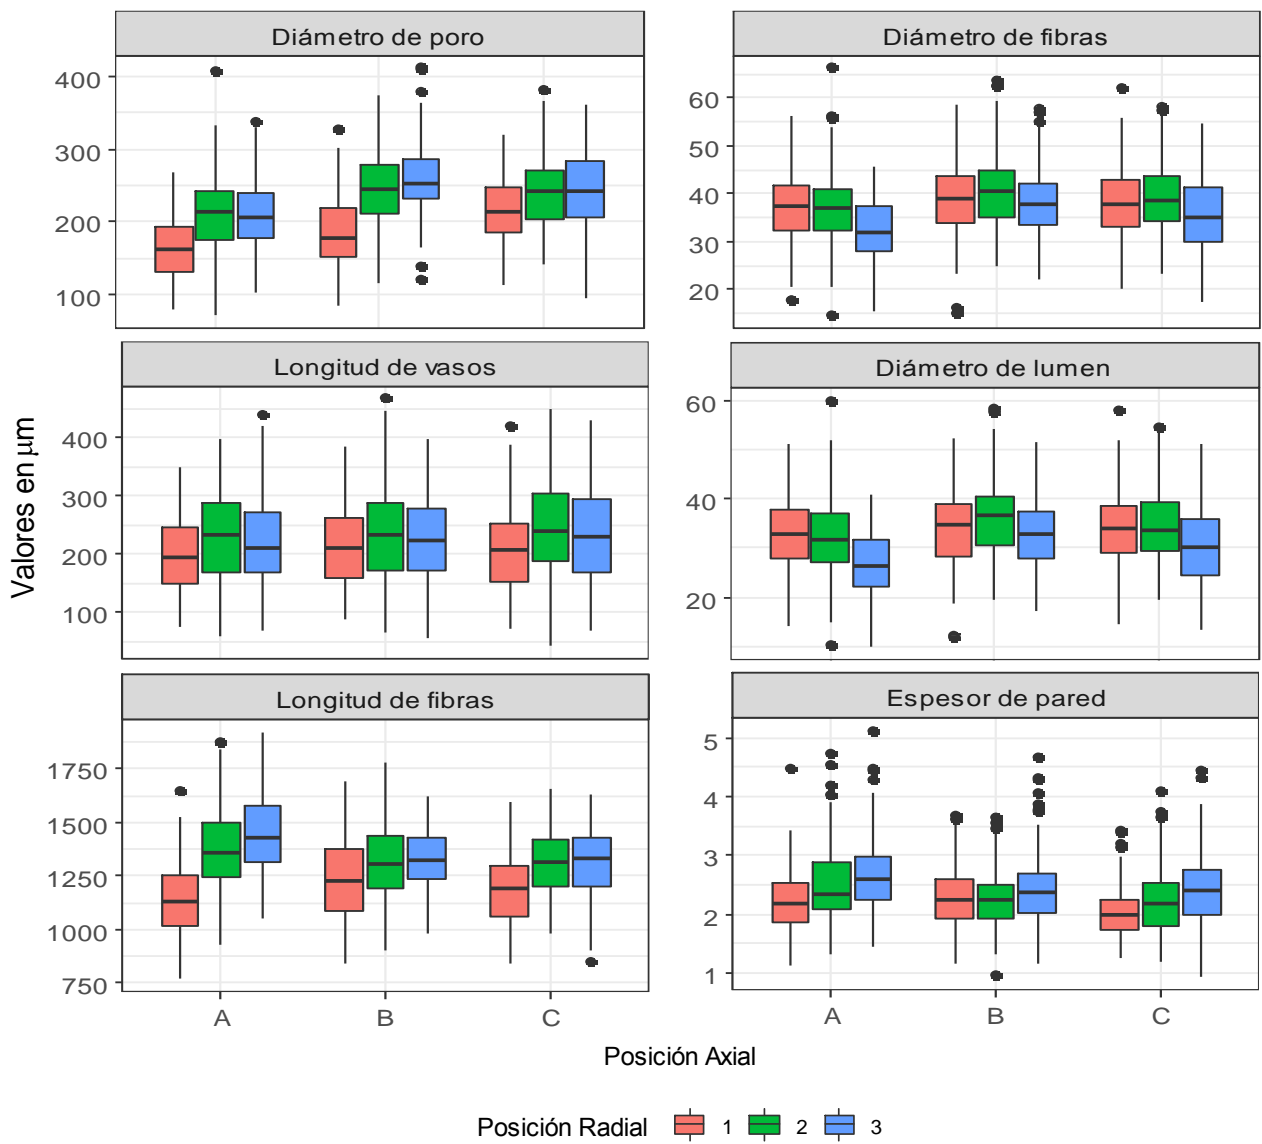 Diámetro de poro
Diámetro de fibras
400
300
200
100
60
50
40
30
20
Longitud de vasos
Diámetro de lumen
400
300
200
100
60
40
20
Longitud de fibras
Espesor de pared
1750
1500
1250
1000
750
5
4
3
2
1
A B C
A B C
Valores en µm
Posición Axial
Posición Radial 1 2 3